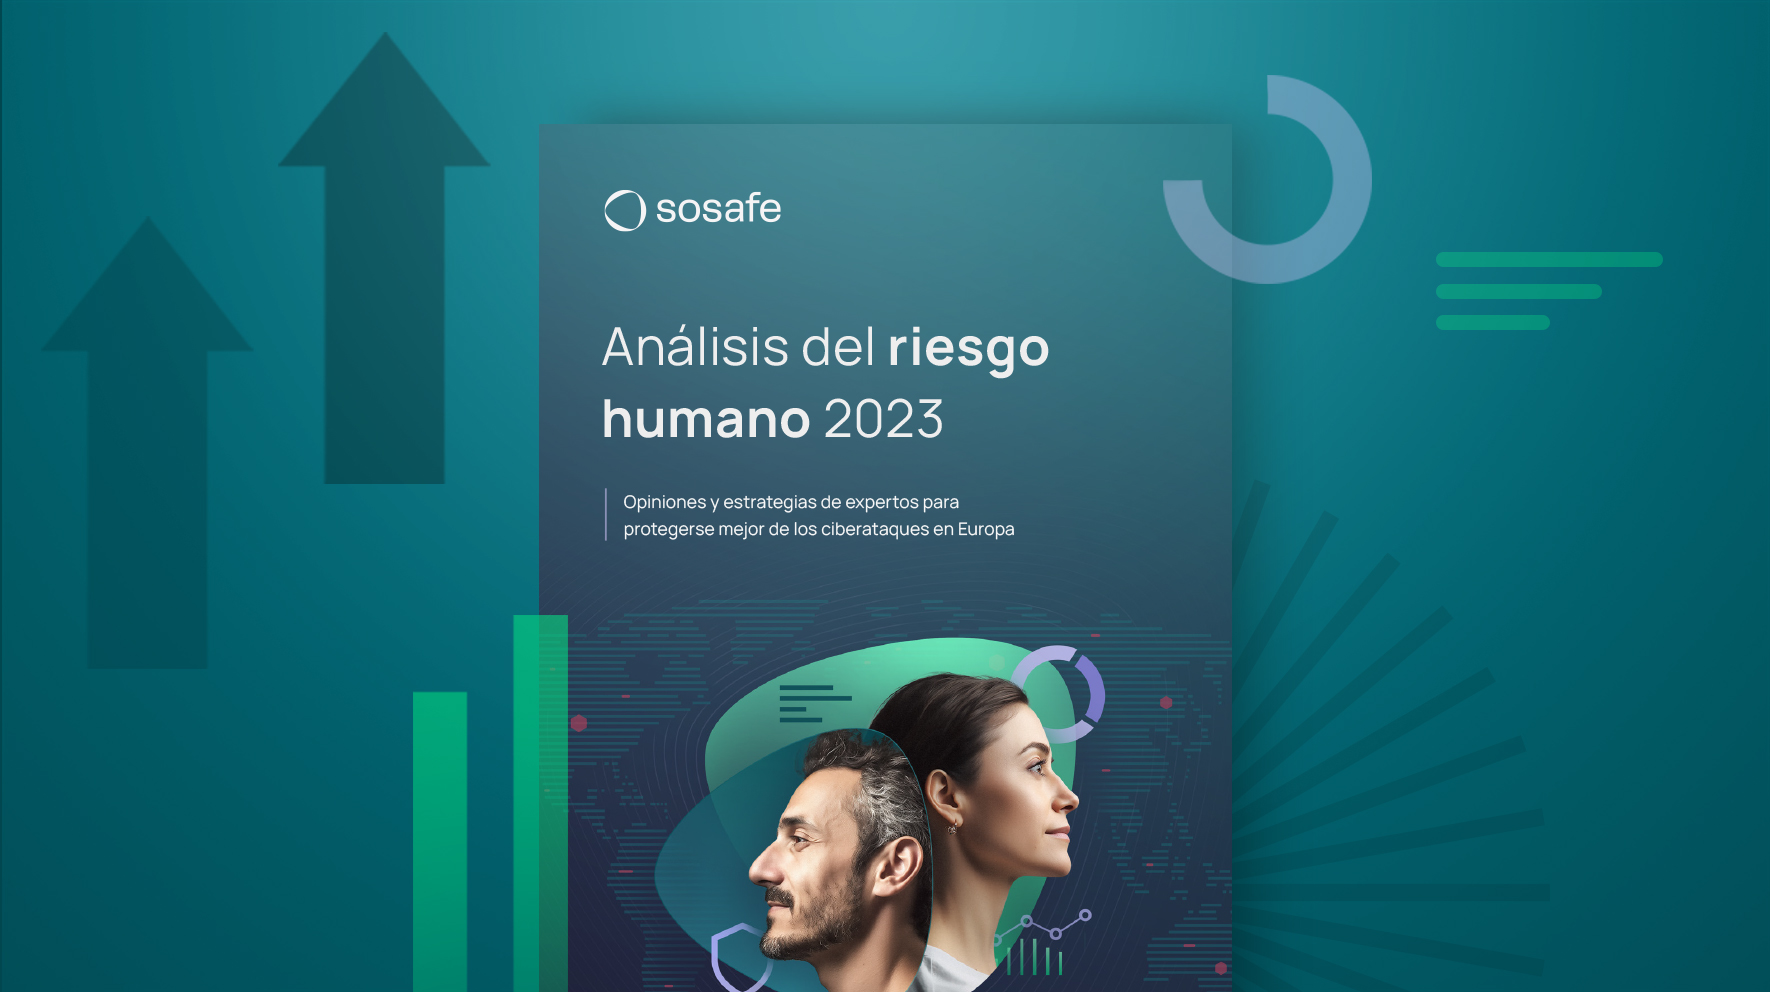 sosafe
Análisis del riesgo
humano 2023
Opiniones y estrategias de expertos para
protegerse mejor de los ciberataques en Europa